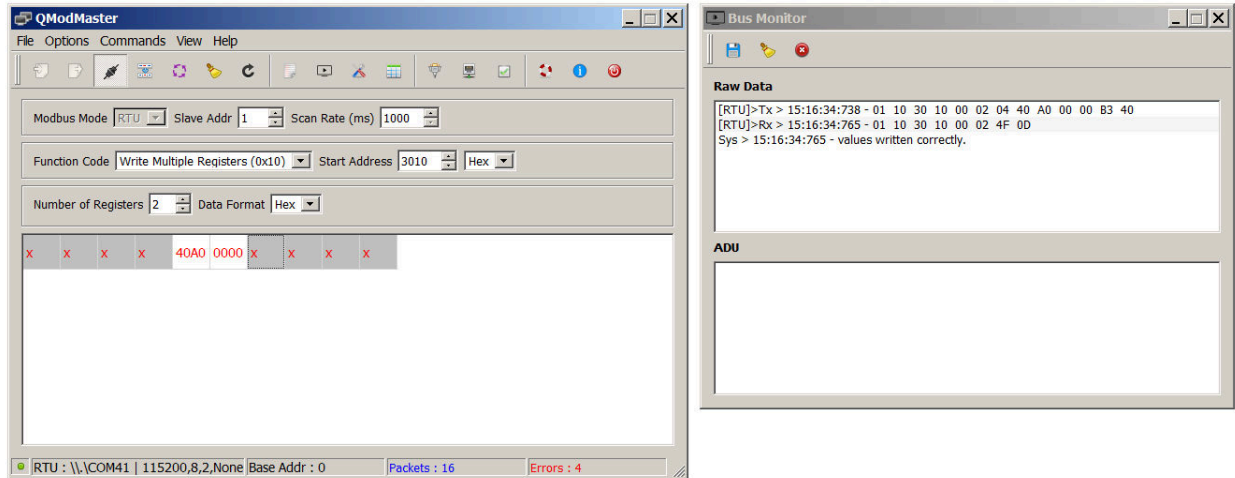 QModMaster
File Options Commands View Help
Modbus Mode RTU Slave Addr 1 Scan Rate (ms) 1000
Function Code Write Multiple Registers (0x10) Start Address 3010 Hex
Number of Registers 2 Data Format Hex
x x x x 40A0 0000 x x x x
RTU : \\.\COM41 | 115200,8,2,None Base Addr : 0 Packets : 16 Errors : 4
Bus Monitor
Raw Data
[RTU]>Tx > 15:16:34:738 - 01 10 30 10 00 02 04 40 A0 00 00 B3 40
[RTU]>Rx > 15:16:34:765 - 01 10 30 10 00 02 4F 0D
Sys > 15:16:34:765 - values written correctly.
ADU